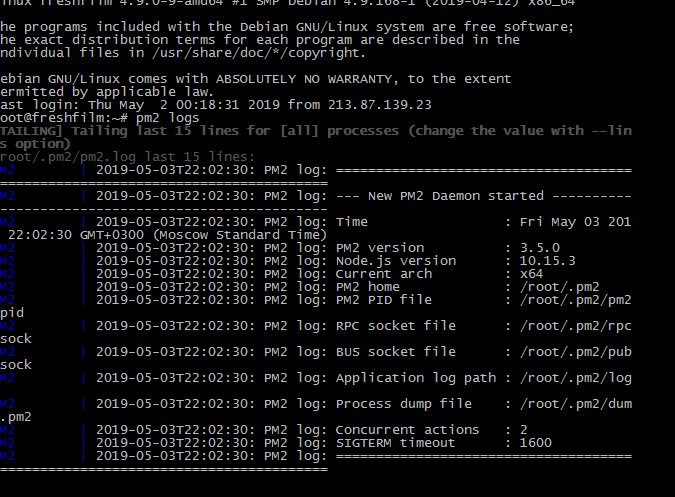 inux freshfilm 4.9.0-9-amd64 #1 SMP Debian 4.9.168-1 (2019-04-12) x86_64
he programs included with the Debian GNU/Linux system are free software;
he exact distribution terms for each program are described in the
ndividual files in /usr/share/doc/*/copyright.
ebian GNU/Linux comes with ABSOLUTELY NO WARRANTY, to the extent
ermitted by applicable law.
ast login: Thu May  2 00:18:31 2019 from 213.87.139.23
oot@freshfilm:~# pm2 logs
TAILING] Tailing last 15 lines for [all] processes (change the value with --lin
s option)
root/.pm2/pm2.log last 15 lines:
M2        | 2019-05-03T22:02:30: PM2 log: =====================================
=========================================
M2        | 2019-05-03T22:02:30: PM2 log: --- New PM2 Daemon started ----------
-----------------------------------------
M2        | 2019-05-03T22:02:30: PM2 log: Time                 : Fri May 03 201
 22:02:30 GMT+0300 (Moscow Standard Time)
M2        | 2019-05-03T22:02:30: PM2 log: PM2 version          : 3.5.0
M2        | 2019-05-03T22:02:30: PM2 log: Node.js version      : 10.15.3
M2        | 2019-05-03T22:02:30: PM2 log: Current arch         : x64
M2        | 2019-05-03T22:02:30: PM2 log: PM2 home             : /root/.pm2
M2        | 2019-05-03T22:02:30: PM2 log: PM2 PID file         : /root/.pm2/pm2
pid
M2        | 2019-05-03T22:02:30: PM2 log: RPC socket file      : /root/.pm2/rpc
sock
M2        | 2019-05-03T22:02:30: PM2 log: BUS socket file      : /root/.pm2/pub
sock
M2        | 2019-05-03T22:02:30: PM2 log: Application log path : /root/.pm2/log
M2        | 2019-05-03T22:02:30: PM2 log: Process dump file    : /root/.pm2/dum
.pm2
M2        | 2019-05-03T22:02:30: PM2 log: Concurrent actions   : 2
M2        | 2019-05-03T22:02:30: PM2 log: SIGTERM timeout      : 1600
M2        | 2019-05-03T22:02:30: PM2 log: =====================================
=========================================